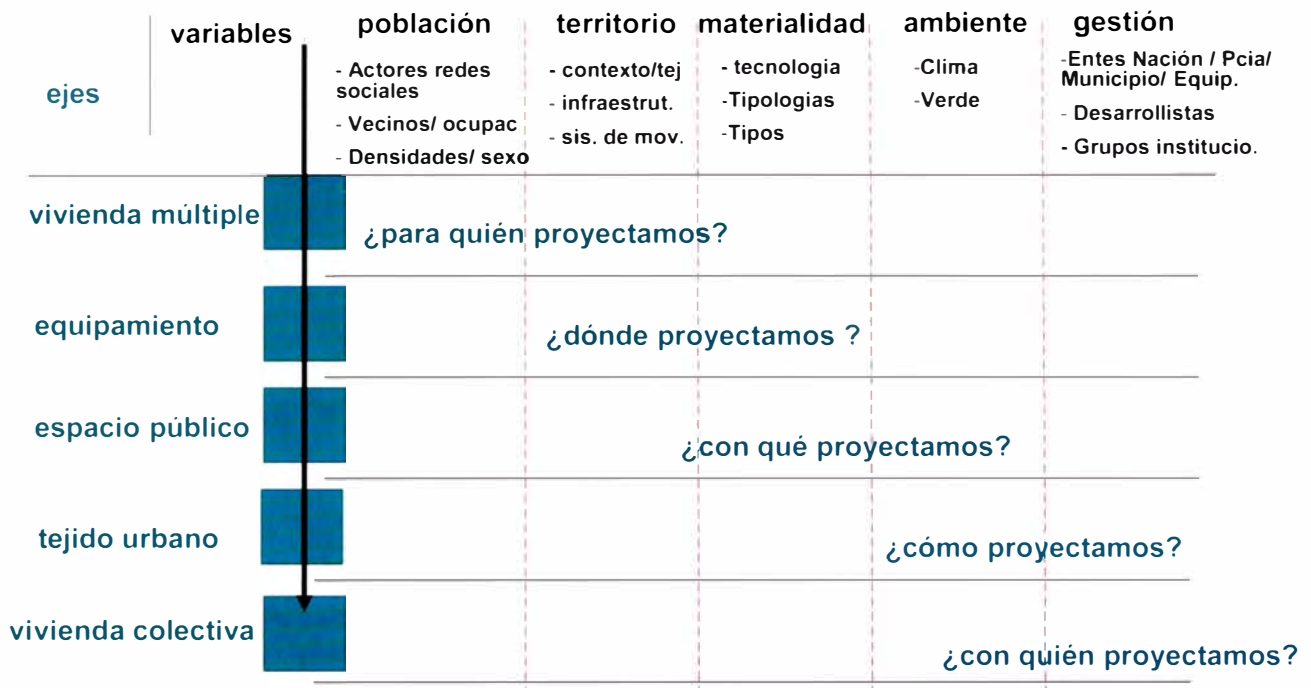 variables
ejes
población
- Actores redes
sociales
- Vecinos/ ocupac
- Densidades/ sexo
territorio
- contexto/tej
- infraestrut.
- sis. de mov.
materialidad
- tecnologia
-Tipologias
-Tipos
ambiente
-Clima
-Verde
gestión
-Entes Nación / Pcia/
Municipio/ Equip.
- Desarrollistas
- Grupos institucio.
vivienda múltiple
¿para quién proyectamos?
equipamiento
¿dónde proyectamos ?
espacio público
¿con qué proyectamos?
tejido urbano
¿cómo proyectamos?
vivienda colectiva
¿con quién proyectamos?